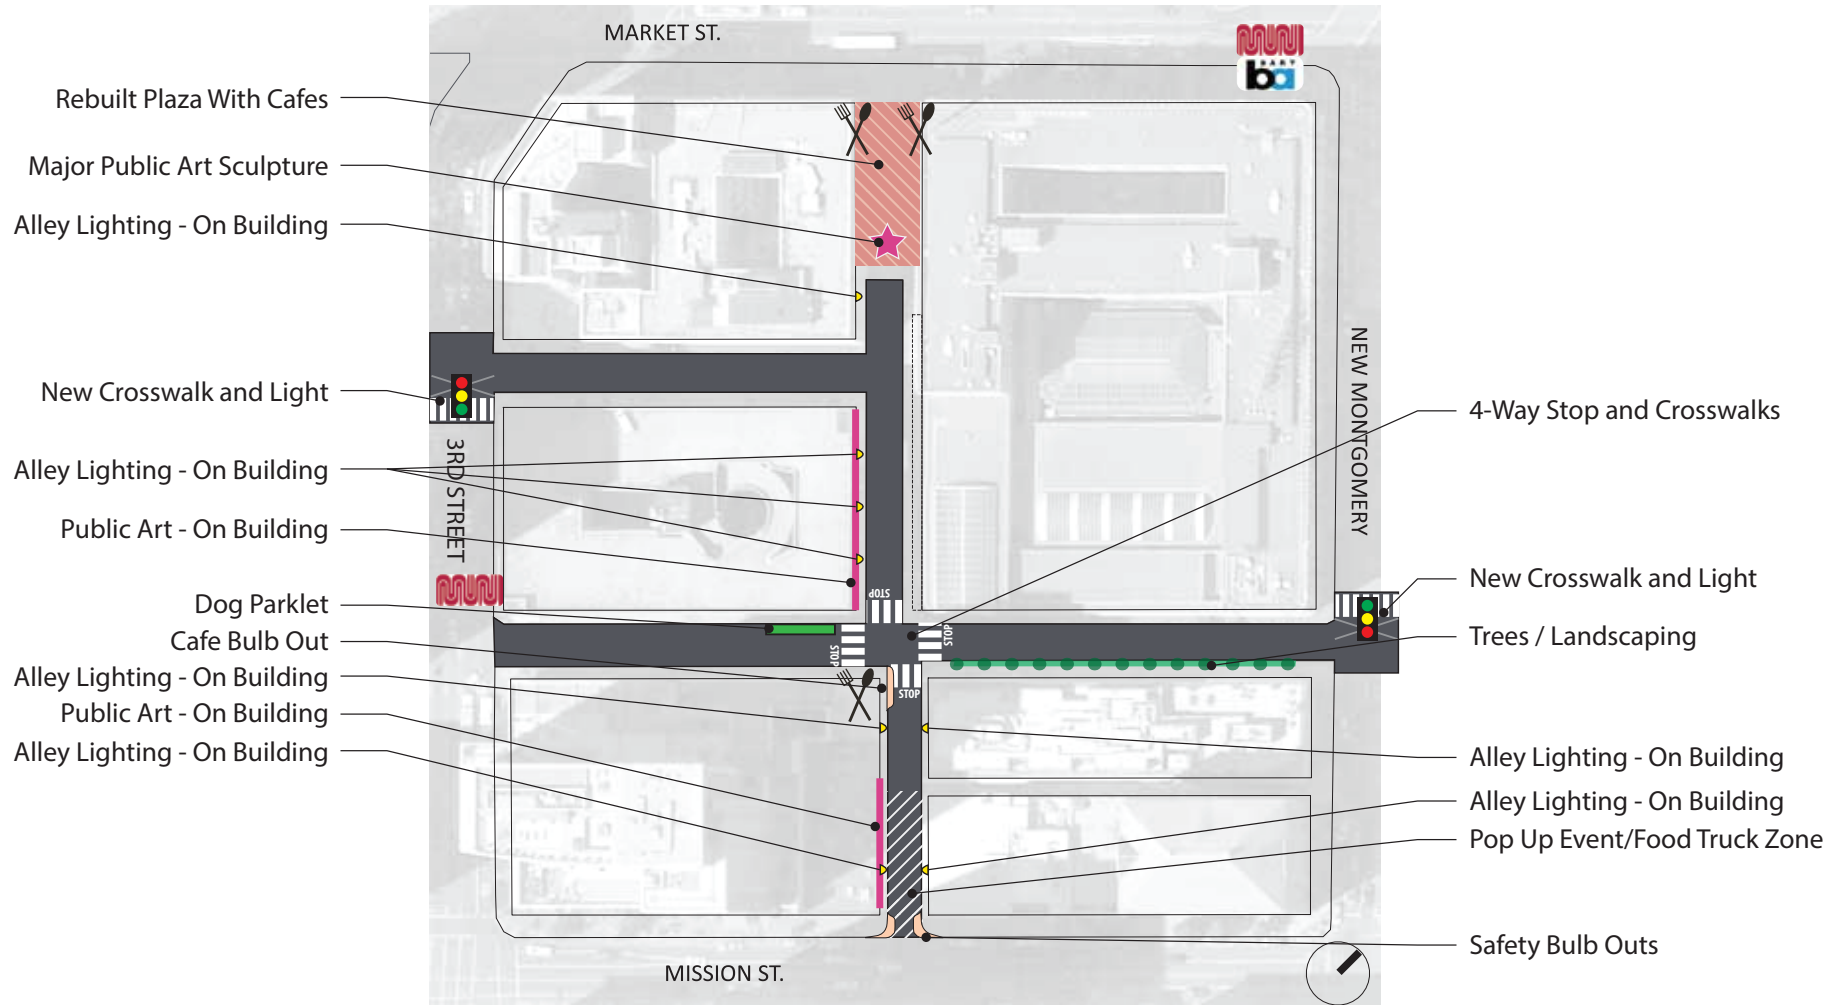 MARKET ST.
MUNI
BART
ba
Rebuilt Plaza With Cafes
Major Public Art Sculpture
Alley Lighting - On Building
New Crosswalk and Light
Alley Lighting - On Building
Public Art - On Building
Dog Parklet
Cafe Bulb Out
Alley Lighting - On Building
Public Art - On Building
Alley Lighting - On Building
3RD STREET
MUNI
STOP
STOP
STOP
STOP
NEW MONTGOMERY
4-Way Stop and Crosswalks
New Crosswalk and Light
Trees / Landscaping
Alley Lighting - On Building
Alley Lighting - On Building
Pop Up Event/Food Truck Zone
Safety Bulb Outs
MISSION ST.